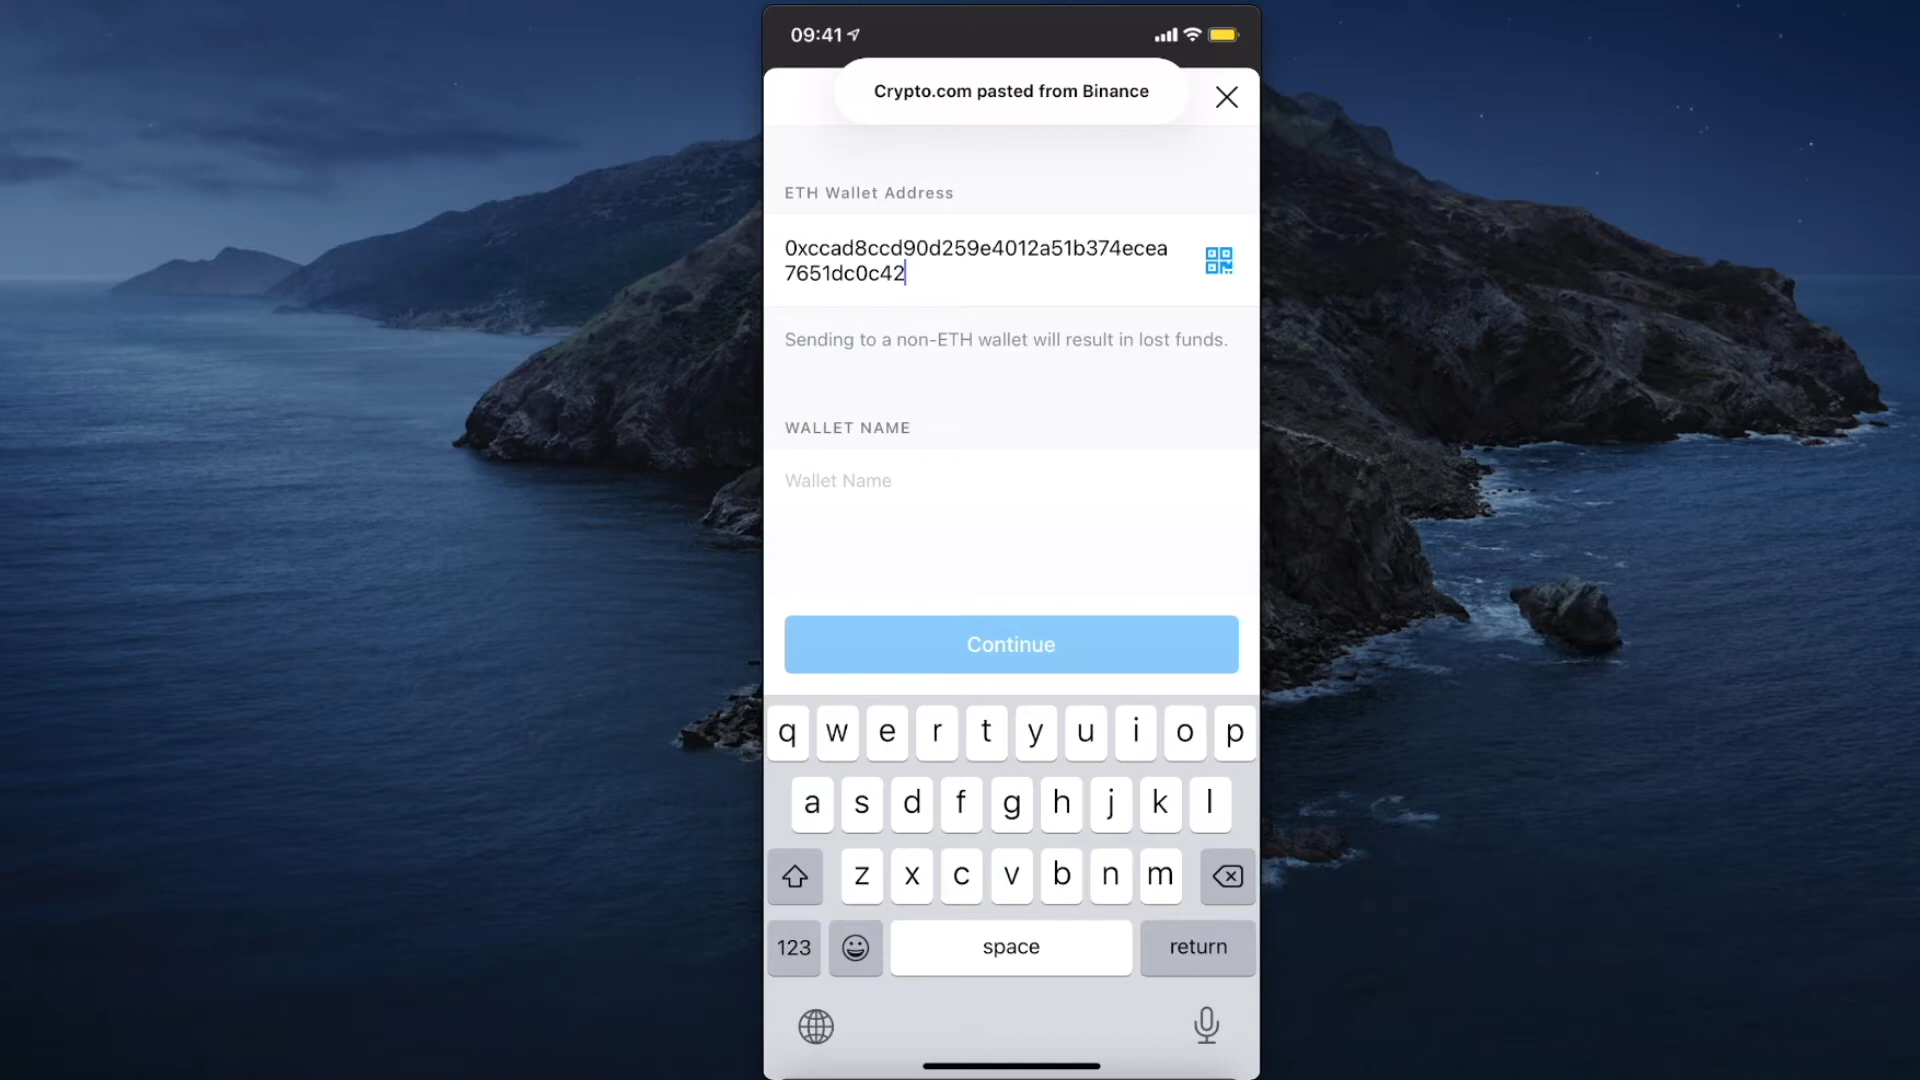 09:41
Crypto.com pasted from Binance
ETH Wallet Address
0xccad8ccd90d259e4012a51b374ecea
7651dc0c42
Sending to a non-ETH wallet will result in lost funds.
WALLET NAME
Wallet Name
Continue
q w e r t y u i o p
a s d f g h j k l
z x c v b n m
123 space return